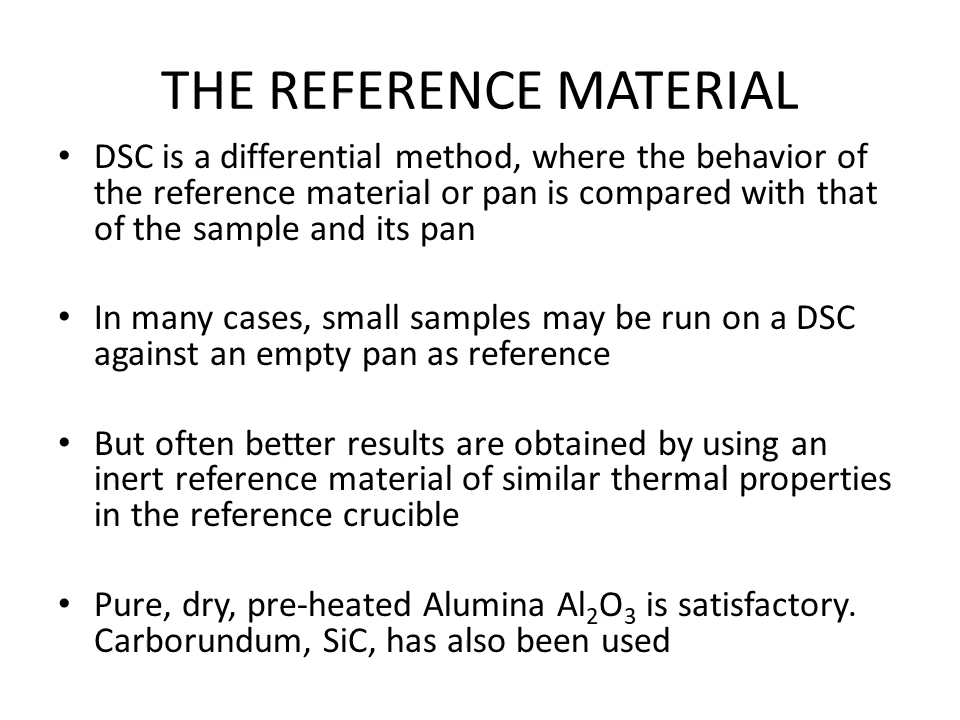 THE REFERENCE MATERIAL
• DSC is a differential method, where the behavior of
the reference material or pan is compared with that
of the sample and its pan
• In many cases, small samples may be run on a DSC
against an empty pan as reference
• But often better results are obtained by using an
inert reference material of similar thermal properties
in the reference crucible
• Pure, dry, pre-heated Alumina Al₂O₃ is satisfactory.
Carborundum, SiC, has also been used